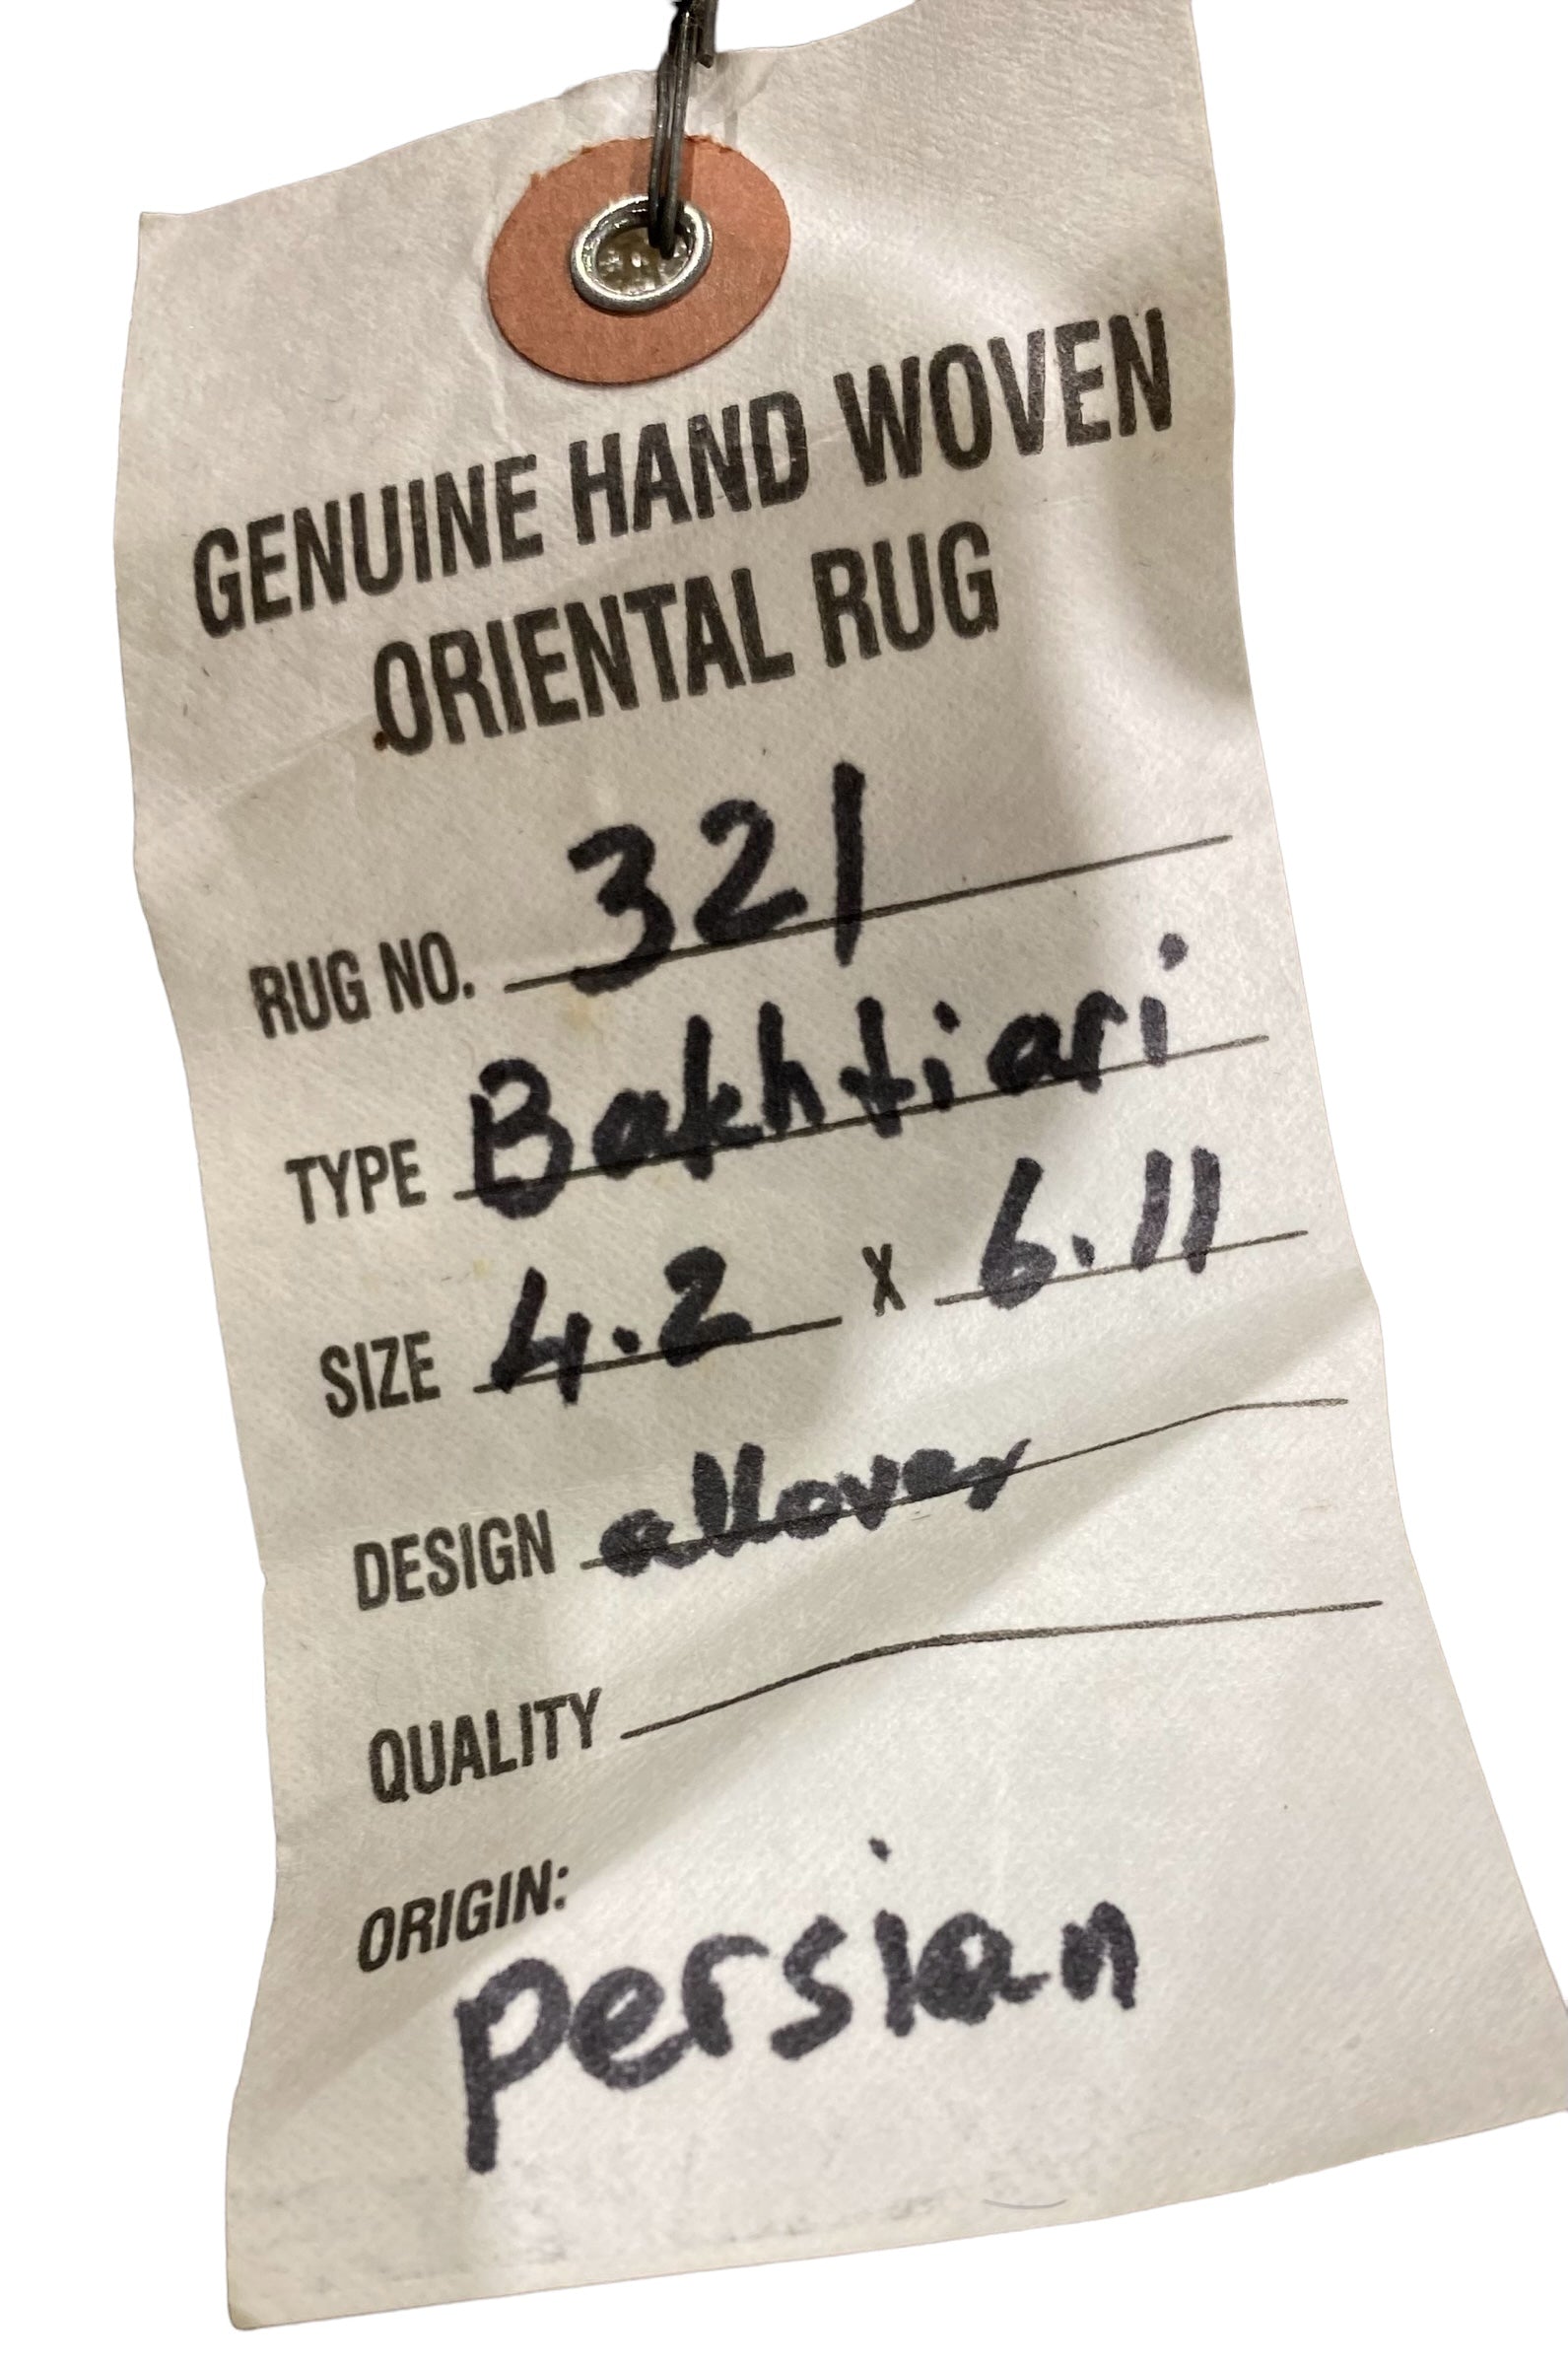 GENUINE HAND WOVEN
ORIENTAL RUG
RUG NO. 321
TYPE Bakhtiari
SIZE 4.2 X 6.11
DESIGN allover
QUALITY
ORIGIN:
persian